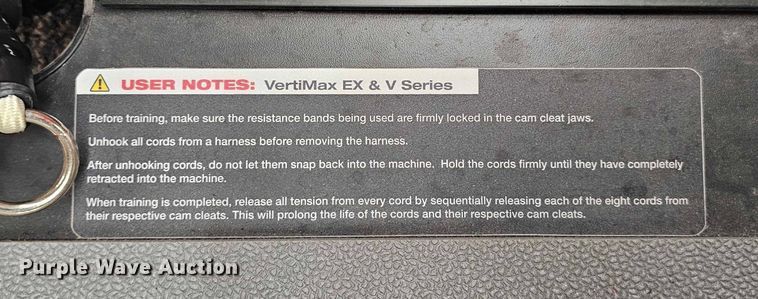 USER NOTES: VertiMax EX & V Series
Before training, make sure the resistance bands being used are firmly locked in the cam cleat jaws.
Unhook all cords from a harness before removing the harness.
After unhooking cords, do not let them snap back into the machine. Hold the cords firmly until they have completely
retracted into the machine.
When training is completed, release all tension from every cord by sequentially releasing each of the eight cords from
their respective cam cleats. This will prolong the life of the cords and their respective cam cleats.
Purple Wave Auction